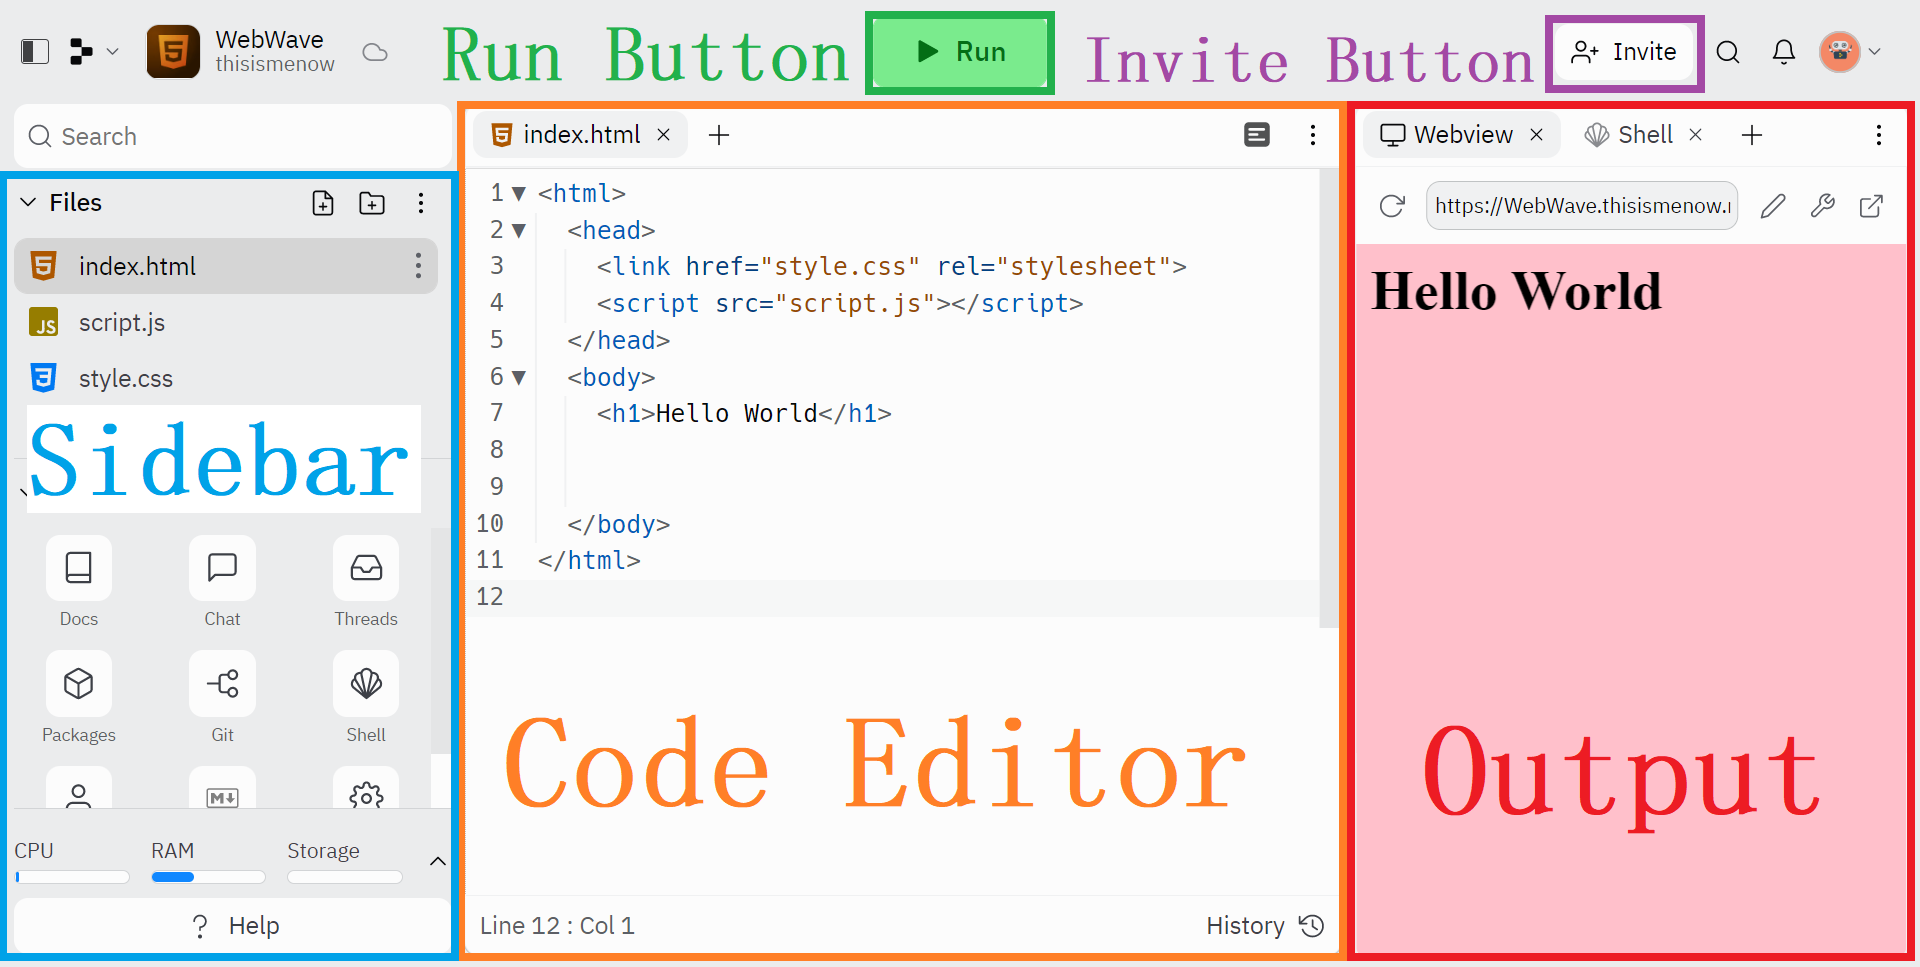 WebWave
thisismenow
Run Button
Run
Invite Button
Invite
Search
Files
index.html
script.js
style.css
Sidebar
Docs
Chat
Threads
Packages
Git
Shell
CPU
RAM
Storage
? Help
index.html
1 <html>
2 <head>
3 <link href="style.css" rel="stylesheet">
4 <script src="script.js"></script>
5 </head>
6 <body>
7 <h1>Hello World</h1>
8
9
10 </body>
11 </html>
12
Code Editor
Line 12 : Col 1
History
Webview
Shell
https://WebWave.thisismenow.
Hello World
Output